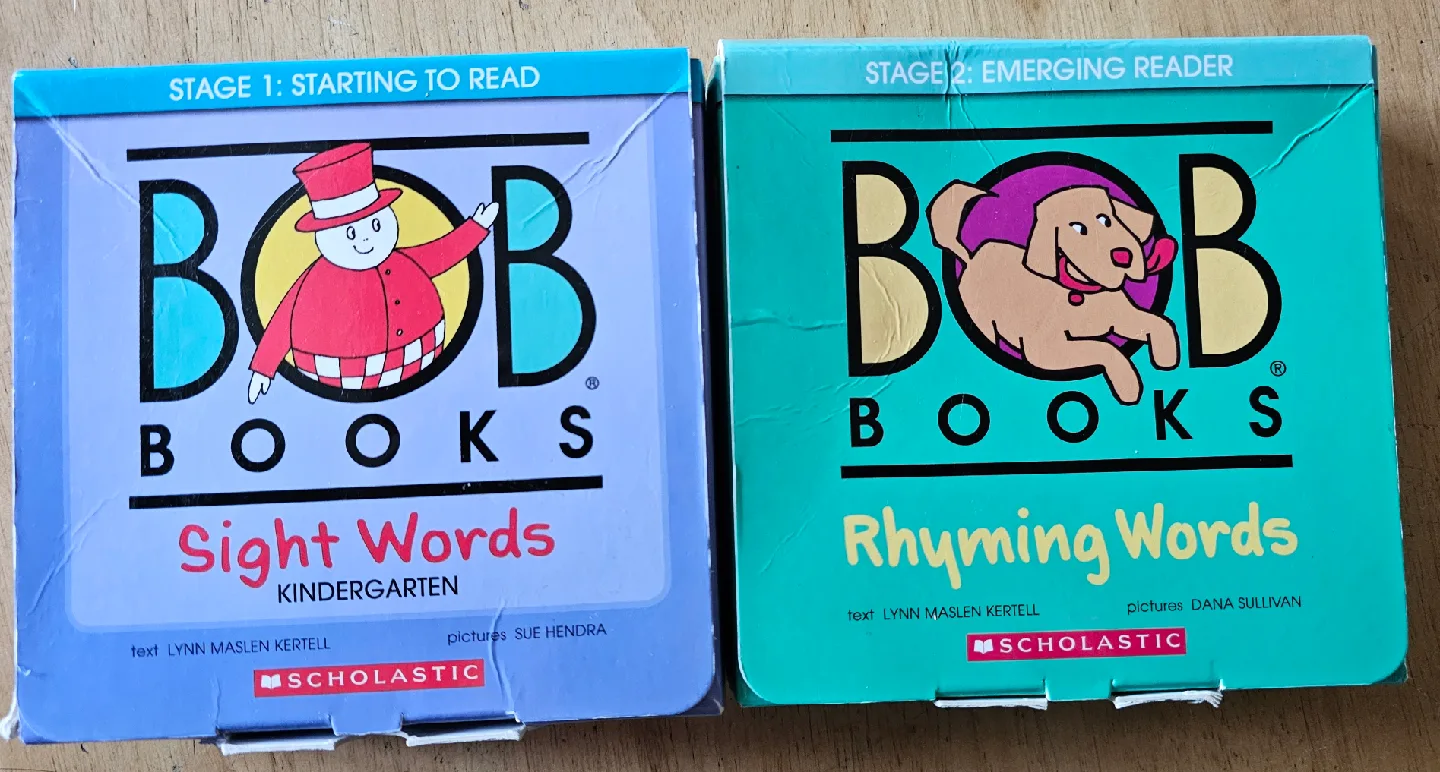 STAGE 1: STARTING TO READ
BOB
®
BOOKS
Sight Words
KINDERGARTEN
text LYNN MASLEN KERTELL
pictures SUE HENDRA
SCHOLASTIC
STAGE 2: EMERGING READER
BOB
®
BOOKS
Rhyming Words
text LYNN MASLEN KERTELL
pictures DANA SULLIVAN
SCHOLASTIC